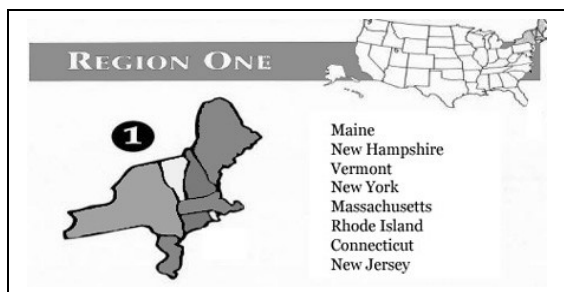 REGION ONE
1
Maine
New Hampshire
Vermont
New York
Massachusetts
Rhode Island
Connecticut
New Jersey